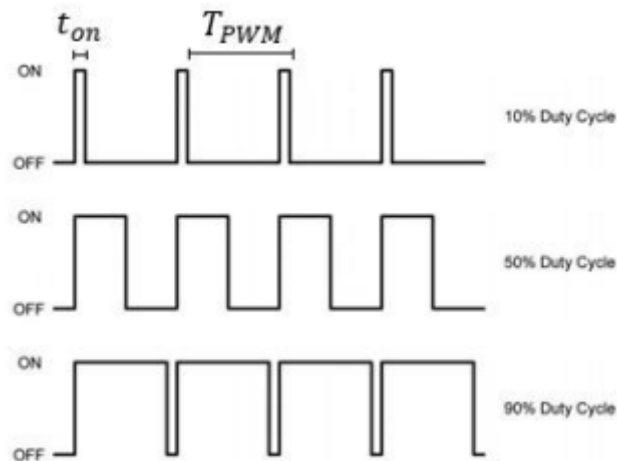 t_on T_PWM
ON
10% Duty Cycle
OFF
ON
50% Duty Cycle
OFF
ON
90% Duty Cycle
OFF